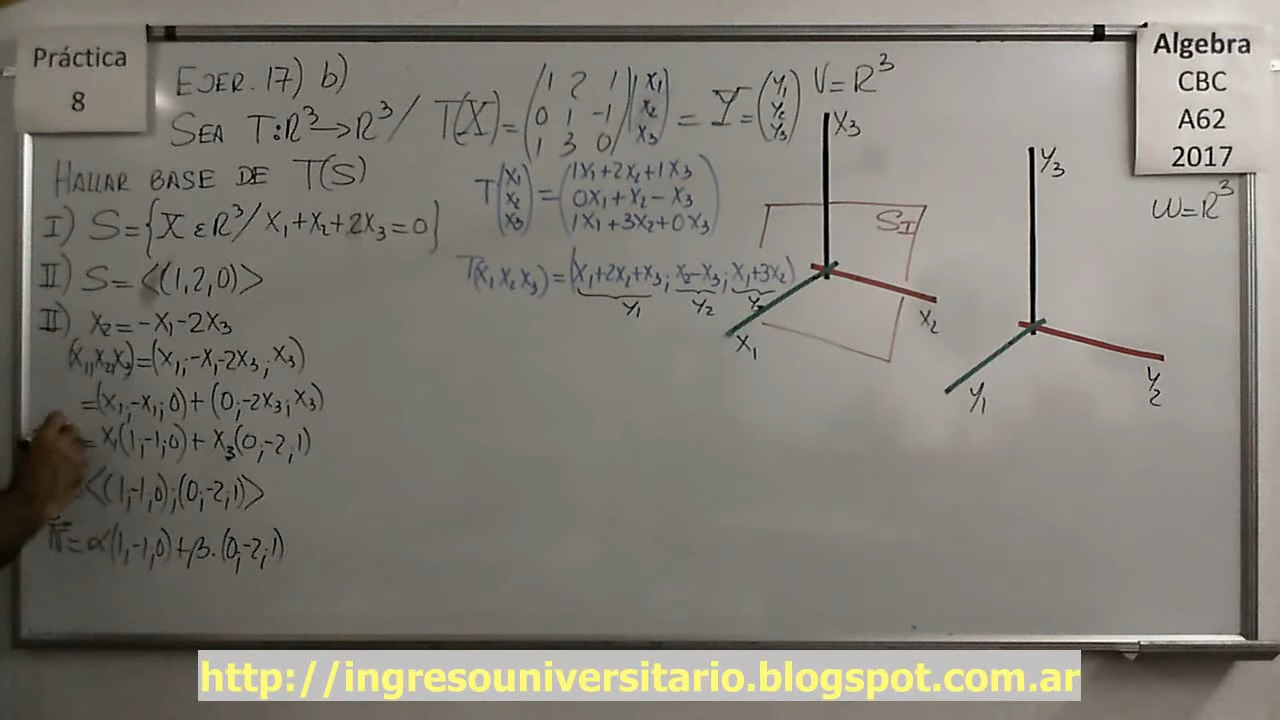 Práctica
8
EJER. 17) b)
SEA T:R³→R³/ T(X)=(1 2 1 0 1 -1 1 3 0)(x1 x2 x3) = Y=(y1 y2 y3)
HALLAR BASE DE T(S)
I) S={X ε R³/ x1+x2+2x3=0}
II) S=<(1,2,0)>
II) x2=-x1-2x3
(x1,x2,x3)=(x1;-x1-2x3;x3)
=(x1;-x1;0)+(0;-2x3;x3)
=x1(1;-1;0)+x3(0;-2;1)
<(1;-1;0);(0;-2;1)>
=α(1,-1,0)+β.(0,-2,1)
T(x1 x2 x3)=(1x1+2x2+1x3
0x1+x2-x3
1x1+3x2+0x3)
T(x1 x2 x3)=(x1+2x2+x3; x2-x3; x1+3x2)
y1 y2 y3
V=R³
x3
SI
x2
x1
y3
W=R³
y2
y1
Algebra
CBC
A62
2017
http://ingresouniversitario.blogspot.com.ar